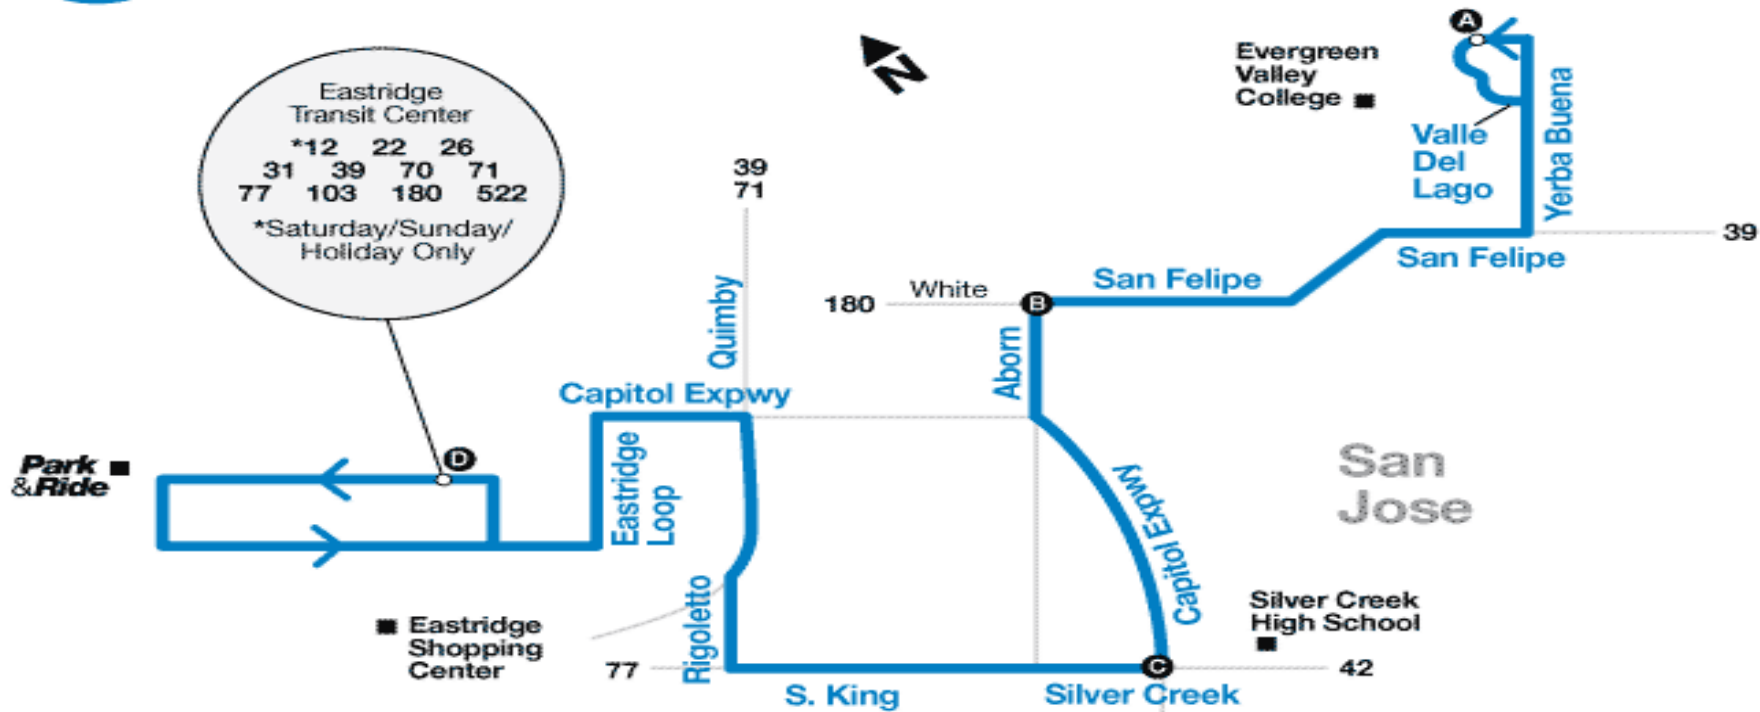 Eastridge
Transit Center
*12 22 26
31 39 70 71
77 103 180 522
*Saturday/Sunday/
Holiday Only
N
A
Evergreen
Valley
College
Valle
Del
Lago
Yerba Buena
39
71
39
San Felipe
San Felipe
White
180
B
Quimby
Aborn
Capitol Expwy
D
Park
&Ride
Eastridge
Loop
Capitol Expwy
San
Jose
Silver Creek
High School
Eastridge
Shopping
Center
Rigoletto
77
C
42
S. King
Silver Creek